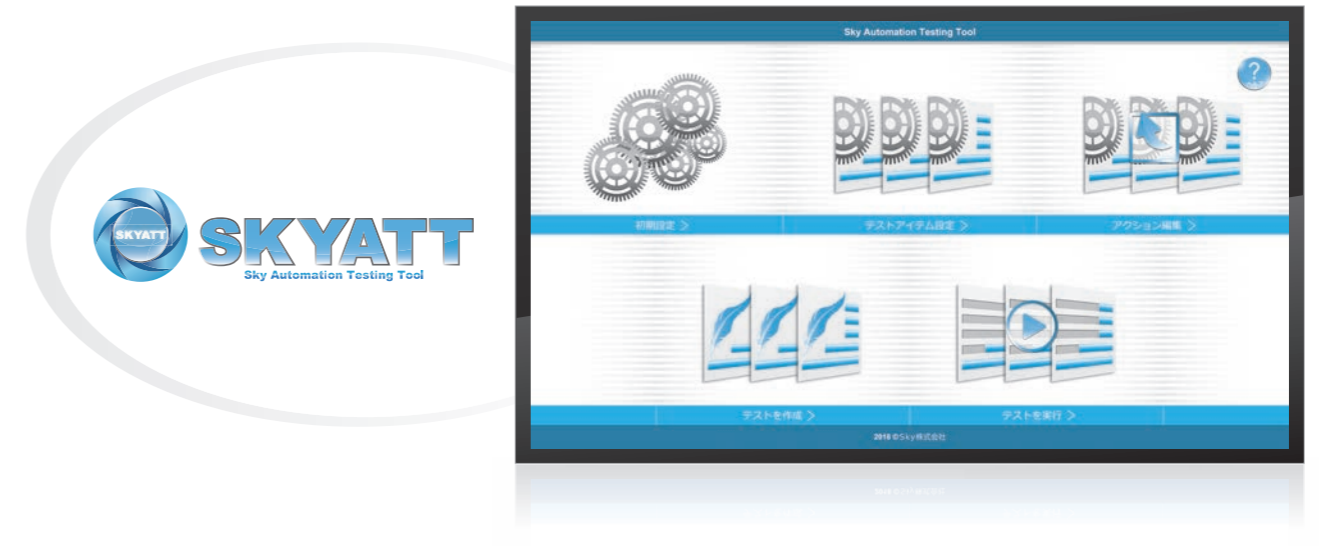 Sky Automation Testing Tool
?
SKYATT
SKYATT
Sky Automation Testing Tool
初期設定 >
テストアイテム設定 >
アクション編集 >
テストを作成 >
テストを実行 >
2018 ©Sky株式会社